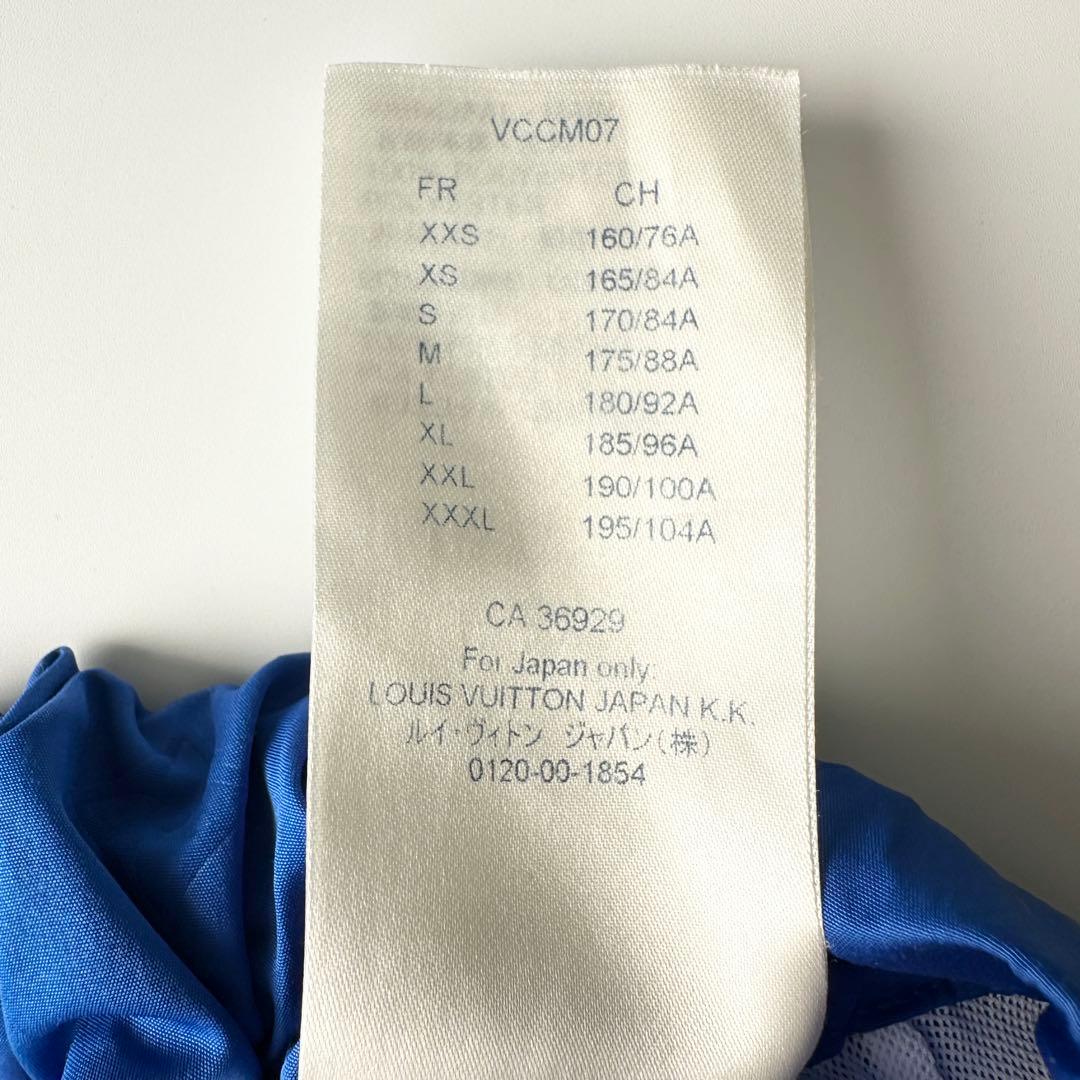 VCCM07
FR CH
XXS 160/76A
XS 165/84A
S 170/84A
M 175/88A
L 180/92A
XL 185/96A
XXL 190/100A
XXXL 195/104A
CA 36929
For Japan only:
LOUIS VUITTON JAPAN K.K.
ルイ・ヴィトン ジャパン(株)
0120-00-1854